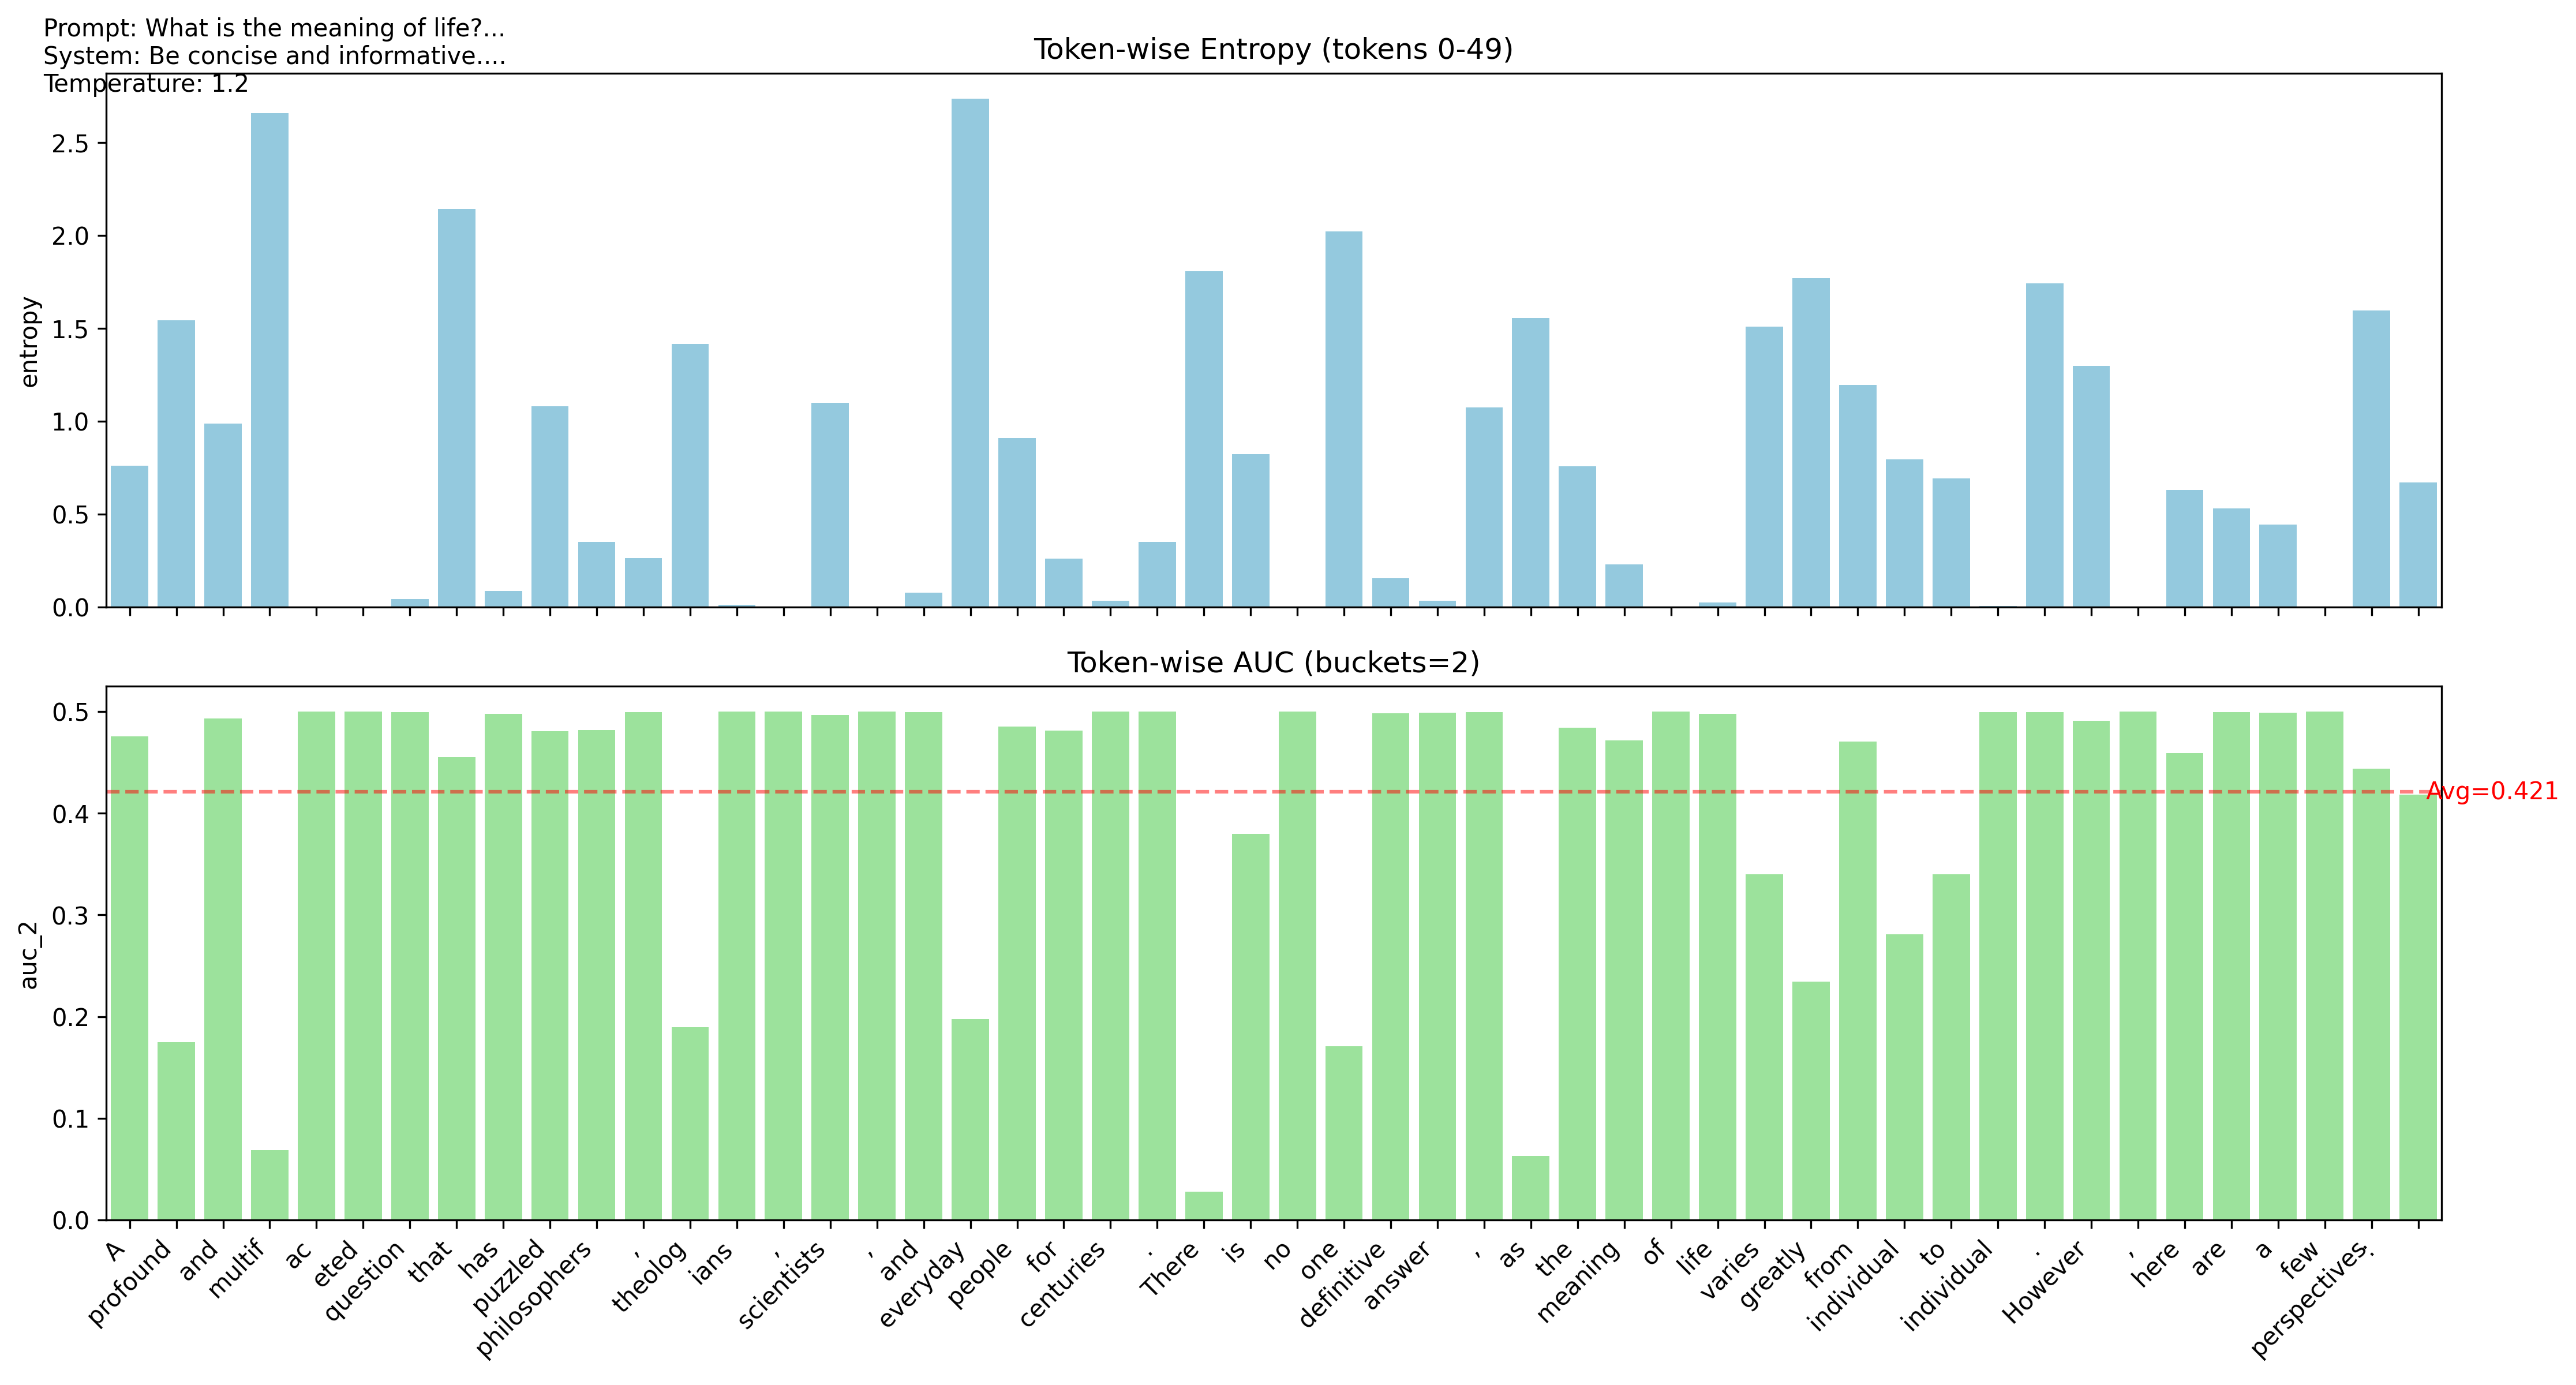 Prompt: What is the meaning of life?...
System: Be concise and informative....
Temperature: 1.2
Token-wise Entropy (tokens 0-49)
entropy
2.5
2.0
1.5
1.0
0.5
0.0
Token-wise AUC (buckets=2)
auc_2
0.5
0.4
0.3
0.2
0.1
0.0
Avg=0.421
A
profound
and
multif
ac
eted
question
that
has
puzzled
philosophers
,
theolog
ians
,
scientists
,
and
everyday
people
for
centuries
.
There
is
no
one
definitive
answer
,
as
the
meaning
of
life
varies
greatly
from
individual
to
individual
.
However
,
here
are
a
few
perspectives.